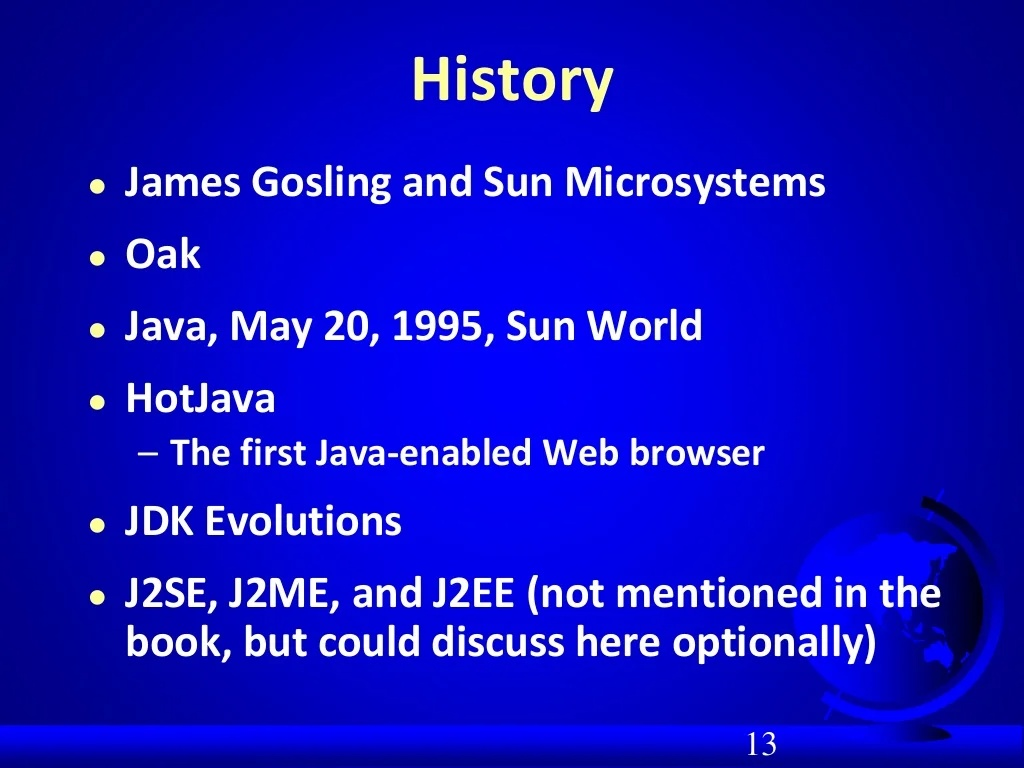 History
● James Gosling and Sun Microsystems
● Oak
● Java, May 20, 1995, Sun World
● HotJava
– The first Java-enabled Web browser
● JDK Evolutions
● J2SE, J2ME, and J2EE (not mentioned in the
book, but could discuss here optionally)
13